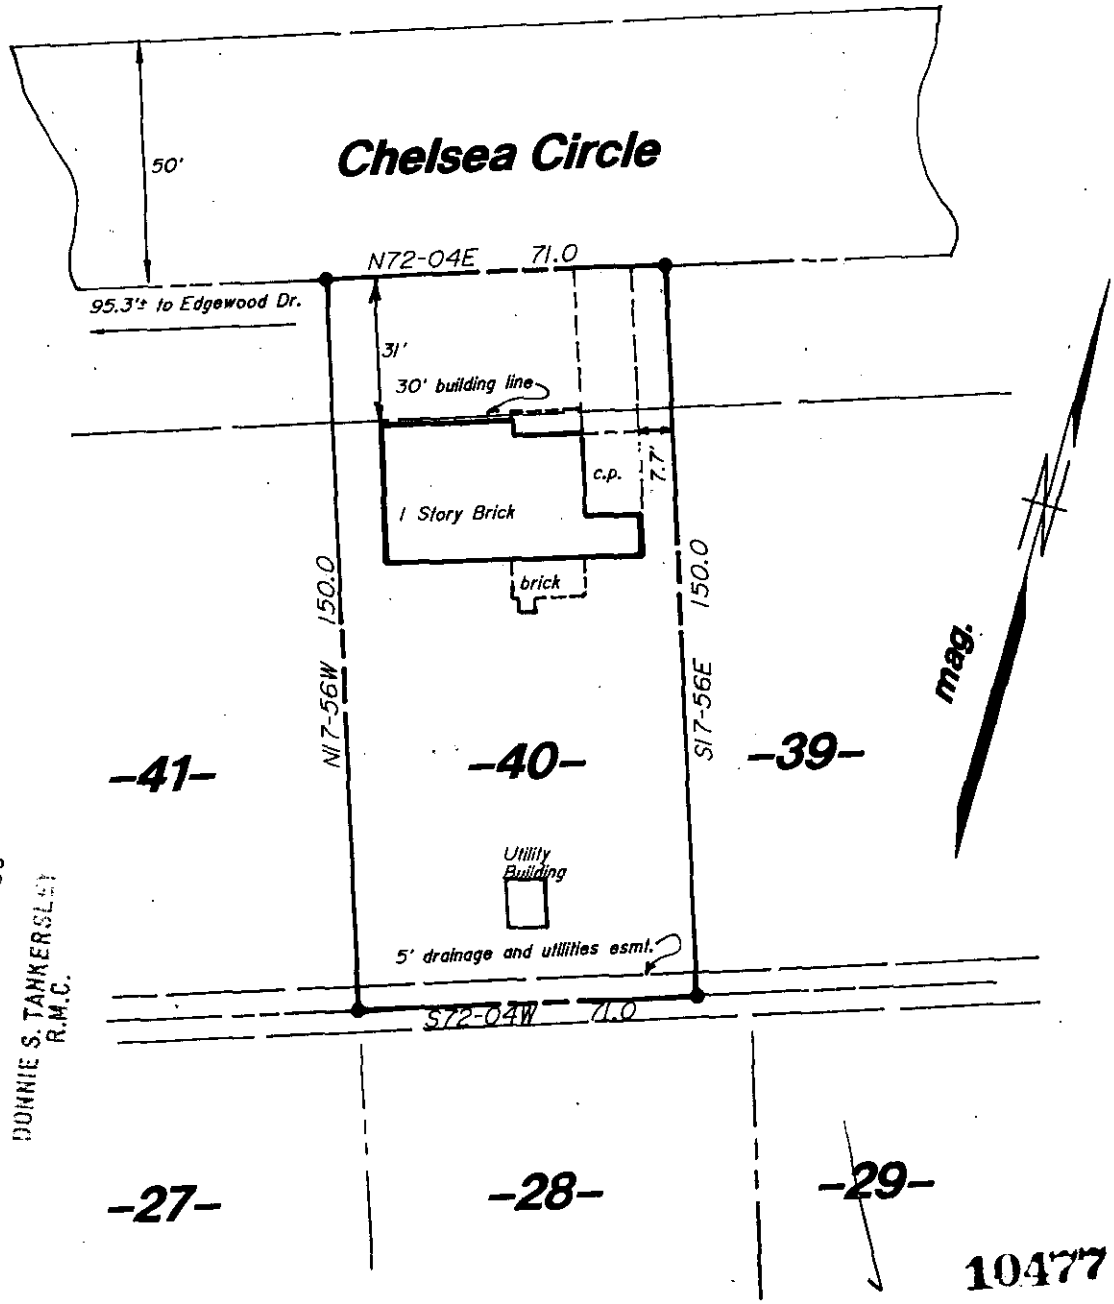 50'
Chelsea Circle
N72-04E 71.0
95.3'± to Edgewood Dr.
31'
30' building line
c.p.
7.7'
1 Story Brick
brick
N17-56W 150.0
S17-56E 150.0
mag.
-41-
-40-
-39-
Utility
Building
5' drainage and utilities esmt.
S72-04W 71.0
DONNIE S. TANKERSLEY
R.M.C.
-27-
-28-
-29-
10477